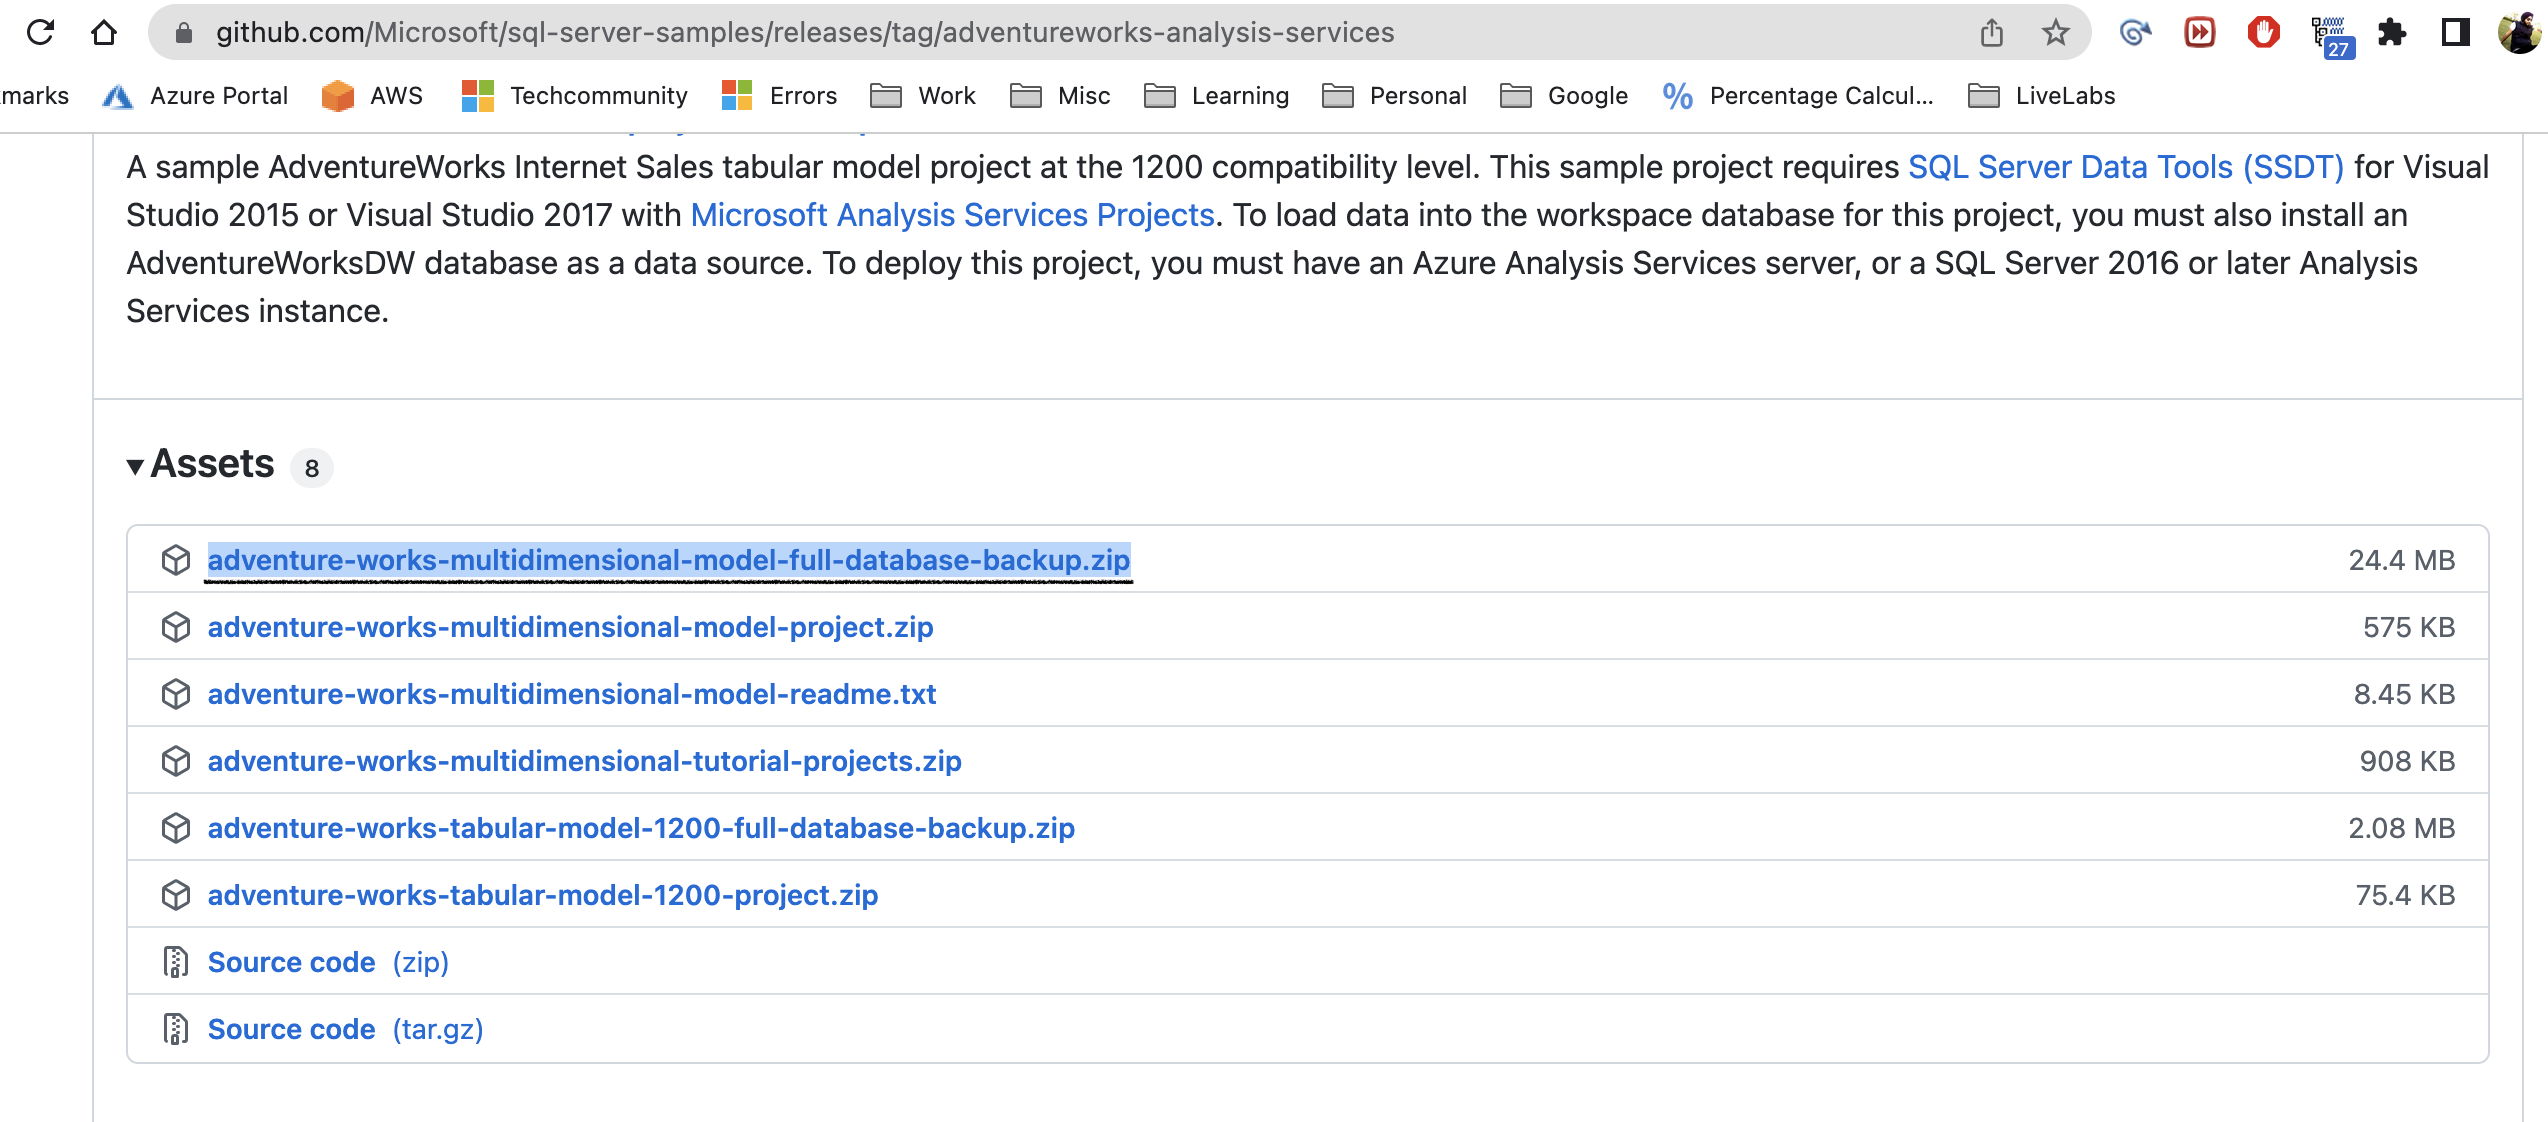 github.com/Microsoft/sql-server-samples/releases/tag/adventureworks-analysis-services
27
marks Azure Portal AWS Techcommunity Errors Work Misc Learning Personal Google % Percentage Calcul... LiveLabs
A sample AdventureWorks Internet Sales tabular model project at the 1200 compatibility level. This sample project requires SQL Server Data Tools (SSDT) for Visual
Studio 2015 or Visual Studio 2017 with Microsoft Analysis Services Projects. To load data into the workspace database for this project, you must also install an
AdventureWorksDW database as a data source. To deploy this project, you must have an Azure Analysis Services server, or a SQL Server 2016 or later Analysis
Services instance.
Assets 8
adventure-works-multidimensional-model-full-database-backup.zip 24.4 MB
adventure-works-multidimensional-model-project.zip 575 KB
adventure-works-multidimensional-model-readme.txt 8.45 KB
adventure-works-multidimensional-tutorial-projects.zip 908 KB
adventure-works-tabular-model-1200-full-database-backup.zip 2.08 MB
adventure-works-tabular-model-1200-project.zip 75.4 KB
Source code (zip)
Source code (tar.gz)